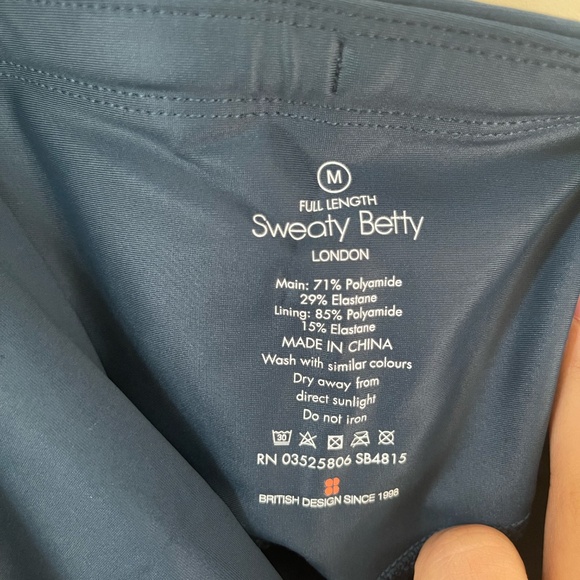 M
FULL LENGTH
Sweaty Betty
LONDON
Main: 71% Polyamide
29% Elastane
Lining: 85% Polyamide
15% Elastane
MADE IN CHINA
Wash with similar colours
Dry away from
direct sunlight
Do not iron
30
RN 03525806 SB4815
BRITISH DESIGN SINCE 1998